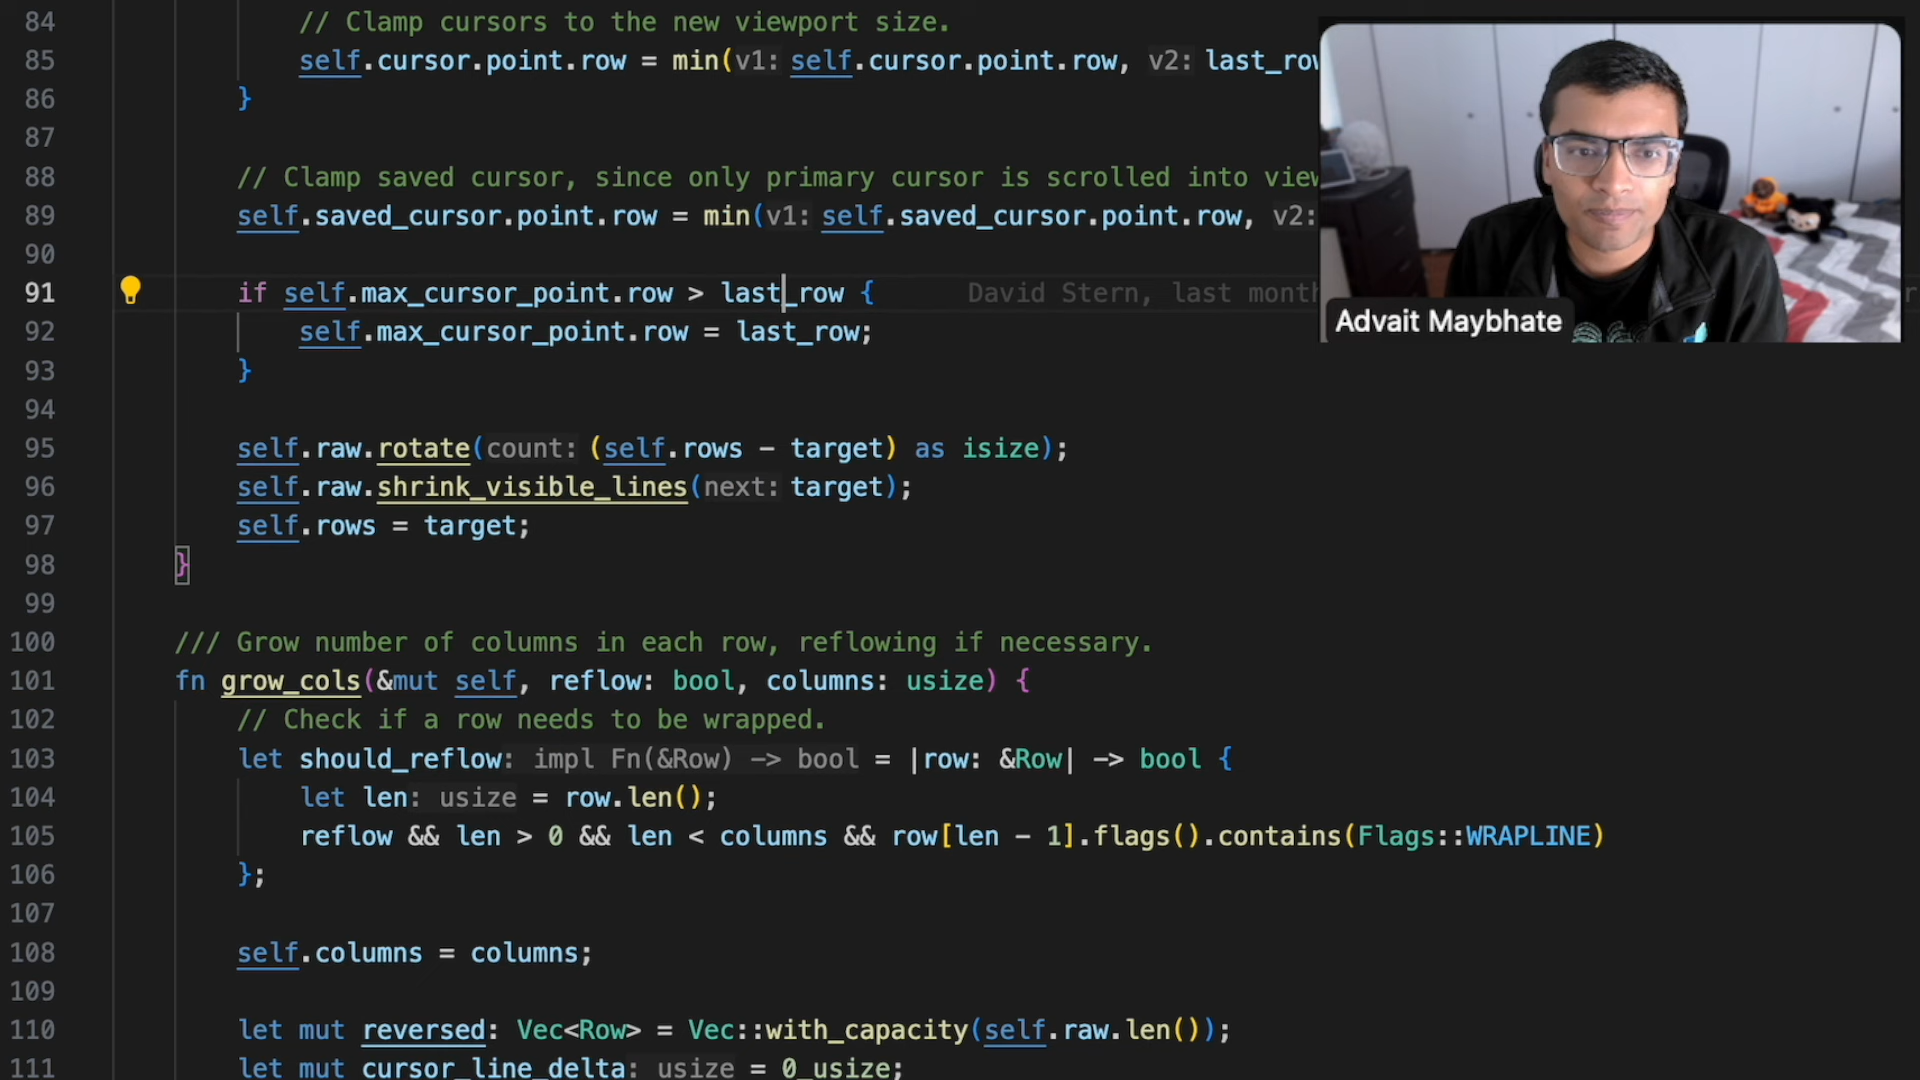 84 // Clamp cursors to the new viewport size.
85 self.cursor.point.row = min(v1: self.cursor.point.row, v2: last_row
86 }
87
88 // Clamp saved cursor, since only primary cursor is scrolled into view
89 self.saved_cursor.point.row = min(v1: self.saved_cursor.point.row, v2:
90
91 if self.max_cursor_point.row > last_row { David Stern, last month
92 self.max_cursor_point.row = last_row;
93 }
94
95 self.raw.rotate(count: (self.rows - target) as isize);
96 self.raw.shrink_visible_lines(next: target);
97 self.rows = target;
98 }
99
100 /// Grow number of columns in each row, reflowing if necessary.
101 fn grow_cols(&mut self, reflow: bool, columns: usize) {
102 // Check if a row needs to be wrapped.
103 let should_reflow: impl Fn(&Row) -> bool = |row: &Row| -> bool {
104 let len: usize = row.len();
105 reflow && len > 0 && len < columns && row[len - 1].flags().contains(Flags::WRAPLINE)
106 };
107
108 self.columns = columns;
109
110 let mut reversed: Vec<Row> = Vec::with_capacity(self.raw.len());
111 let mut cursor_line_delta: usize = 0_usize;
Advait Maybhate